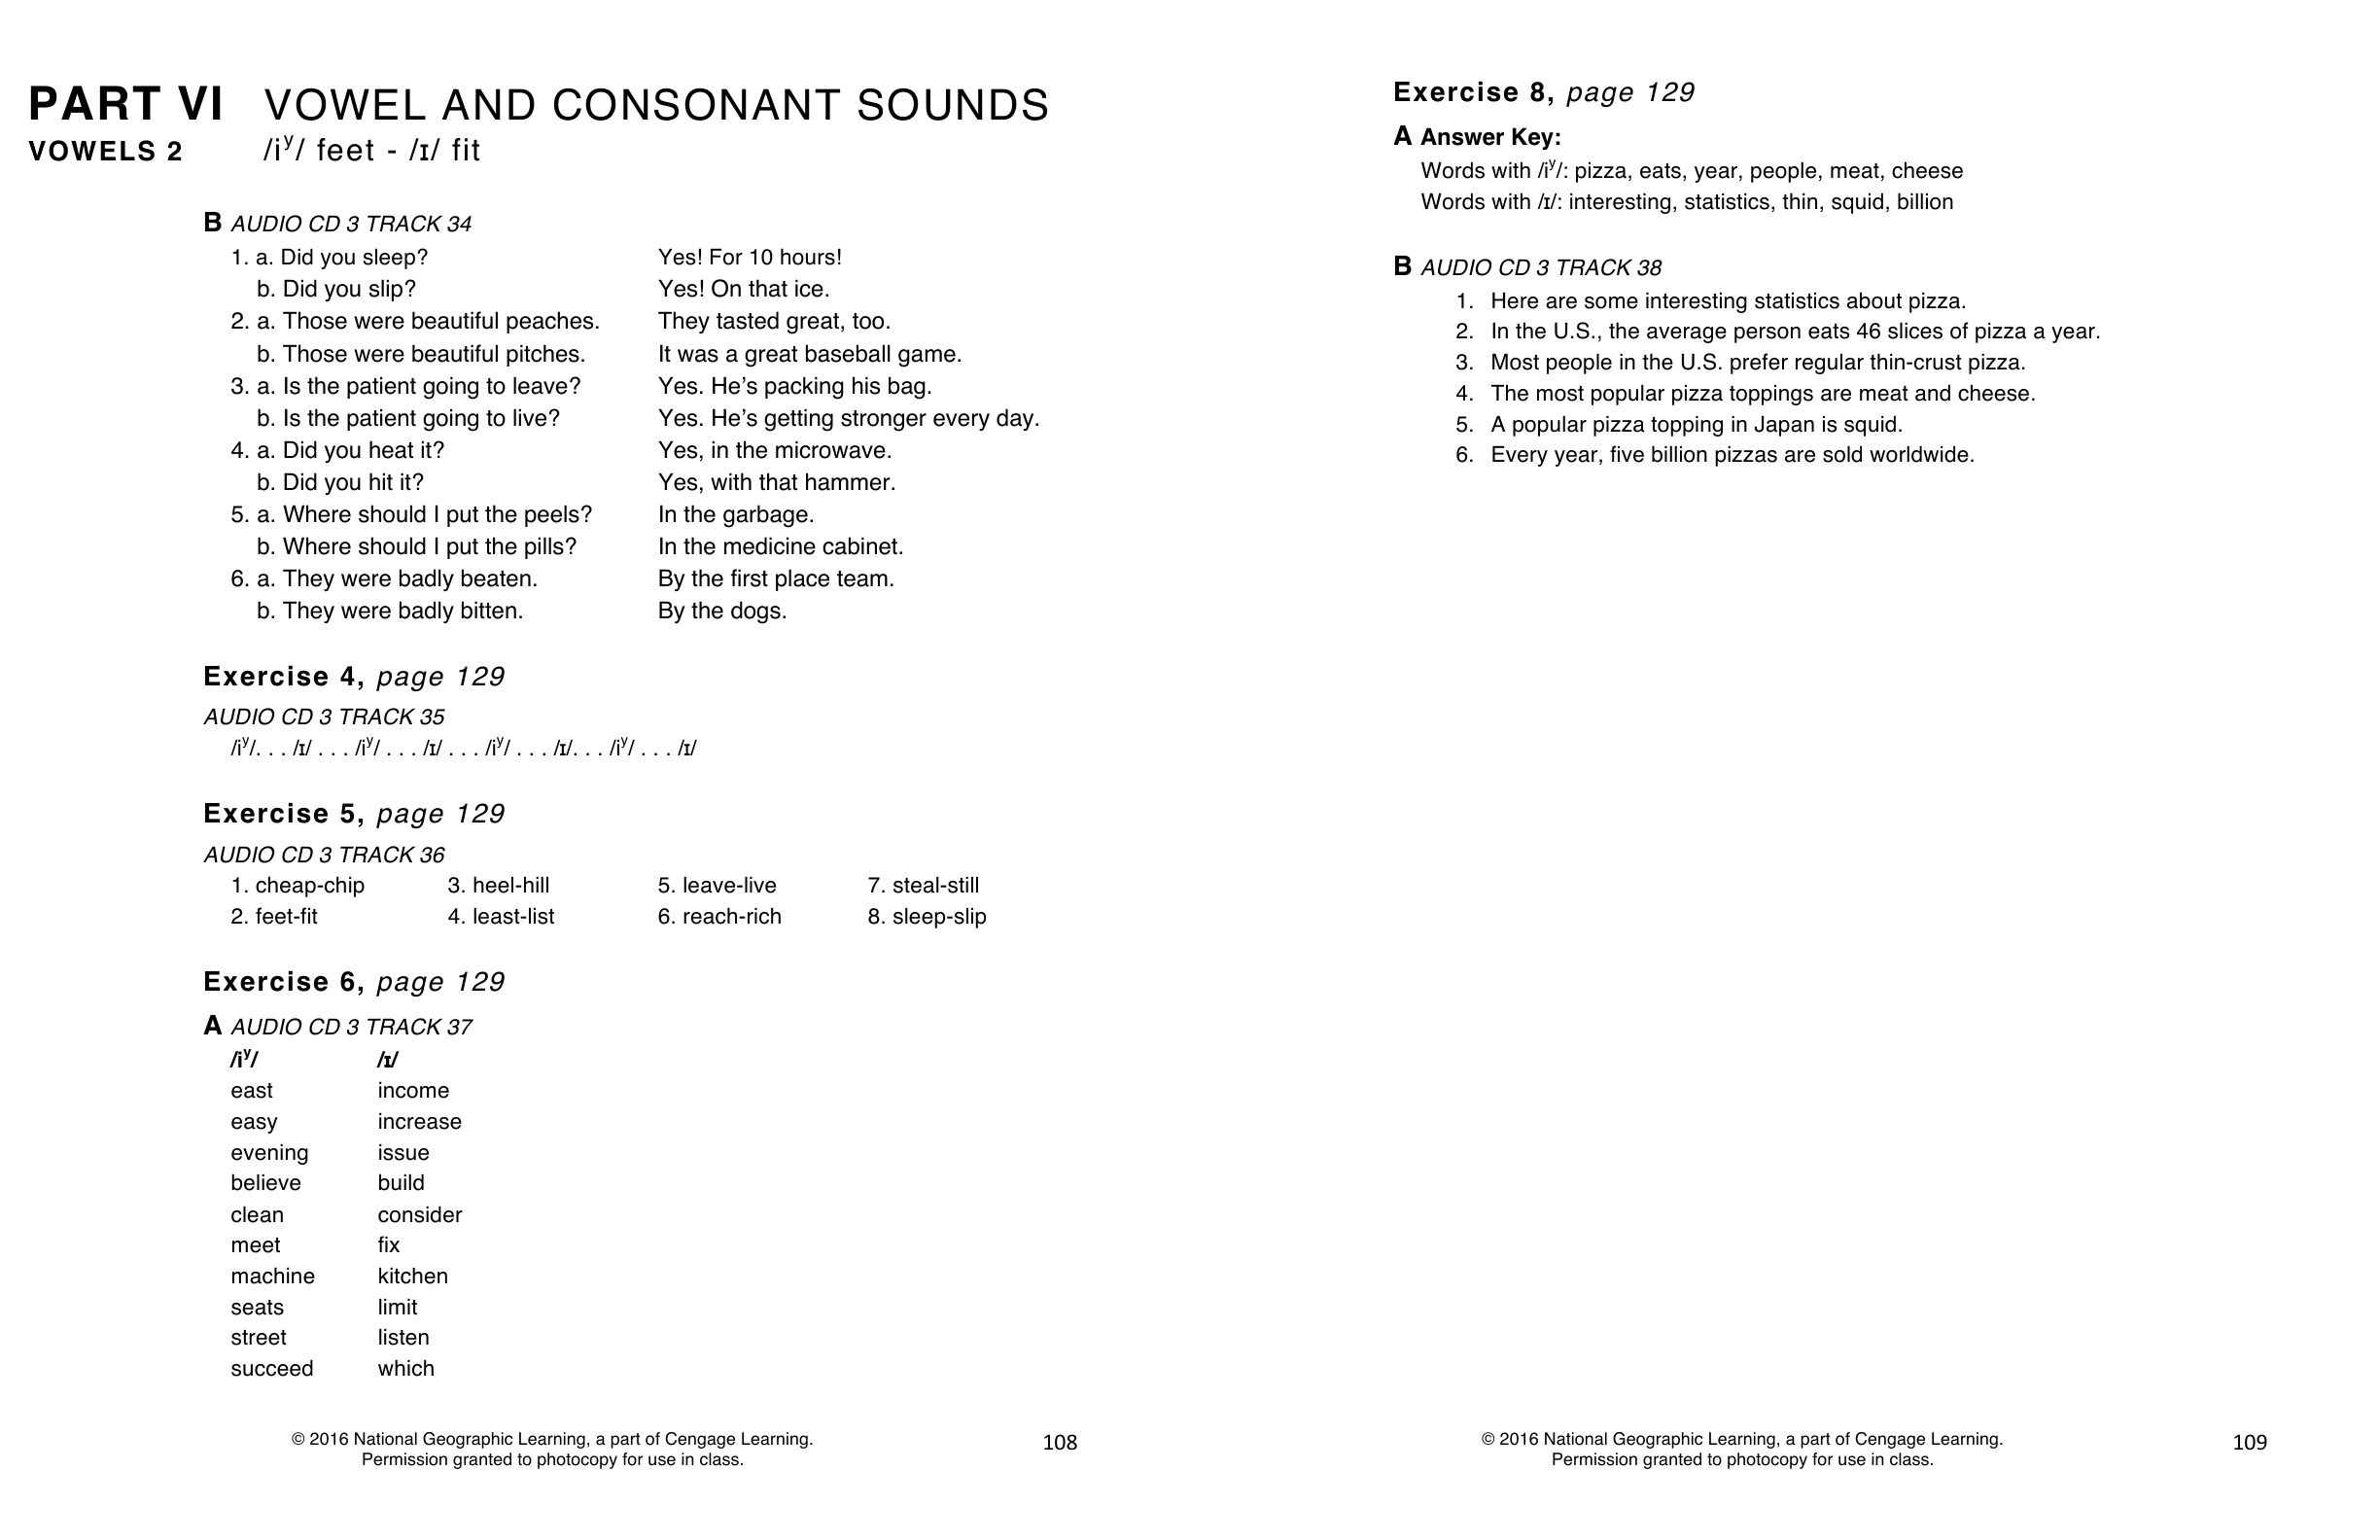 PART VI VOWEL AND CONSONANT SOUNDS
VOWELS 2 /iʸ/ feet - /ɪ/ fit
B AUDIO CD 3 TRACK 34
1. a. Did you sleep? Yes! For 10 hours!
b. Did you slip? Yes! On that ice.
2. a. Those were beautiful peaches. They tasted great, too.
b. Those were beautiful pitches. It was a great baseball game.
3. a. Is the patient going to leave? Yes. He's packing his bag.
b. Is the patient going to live? Yes. He's getting stronger every day.
4. a. Did you heat it? Yes, in the microwave.
b. Did you hit it? Yes, with that hammer.
5. a. Where should I put the peels? In the garbage.
b. Where should I put the pills? In the medicine cabinet.
6. a. They were badly beaten. By the first place team.
b. They were badly bitten. By the dogs.
Exercise 4, page 129
AUDIO CD 3 TRACK 35
/iʸ/. . . /ɪ/ . . . /iʸ/ . . . /ɪ/ . . . /iʸ/ . . . /ɪ/. . . /iʸ/ . . . /ɪ/
Exercise 5, page 129
AUDIO CD 3 TRACK 36
1. cheap-chip 3. heel-hill 5. leave-live 7. steal-still
2. feet-fit 4. least-list 6. reach-rich 8. sleep-slip
Exercise 6, page 129
A AUDIO CD 3 TRACK 37
/iʸ/ /ɪ/
east income
easy increase
evening issue
believe build
clean consider
meet fix
machine kitchen
seats limit
street listen
succeed which
© 2016 National Geographic Learning, a part of Cengage Learning.
Permission granted to photocopy for use in class.
108
Exercise 8, page 129
A Answer Key:
Words with /iʸ/: pizza, eats, year, people, meat, cheese
Words with /ɪ/: interesting, statistics, thin, squid, billion
B AUDIO CD 3 TRACK 38
1. Here are some interesting statistics about pizza.
2. In the U.S., the average person eats 46 slices of pizza a year.
3. Most people in the U.S. prefer regular thin-crust pizza.
4. The most popular pizza toppings are meat and cheese.
5. A popular pizza topping in Japan is squid.
6. Every year, five billion pizzas are sold worldwide.
© 2016 National Geographic Learning, a part of Cengage Learning.
Permission granted to photocopy for use in class.
109